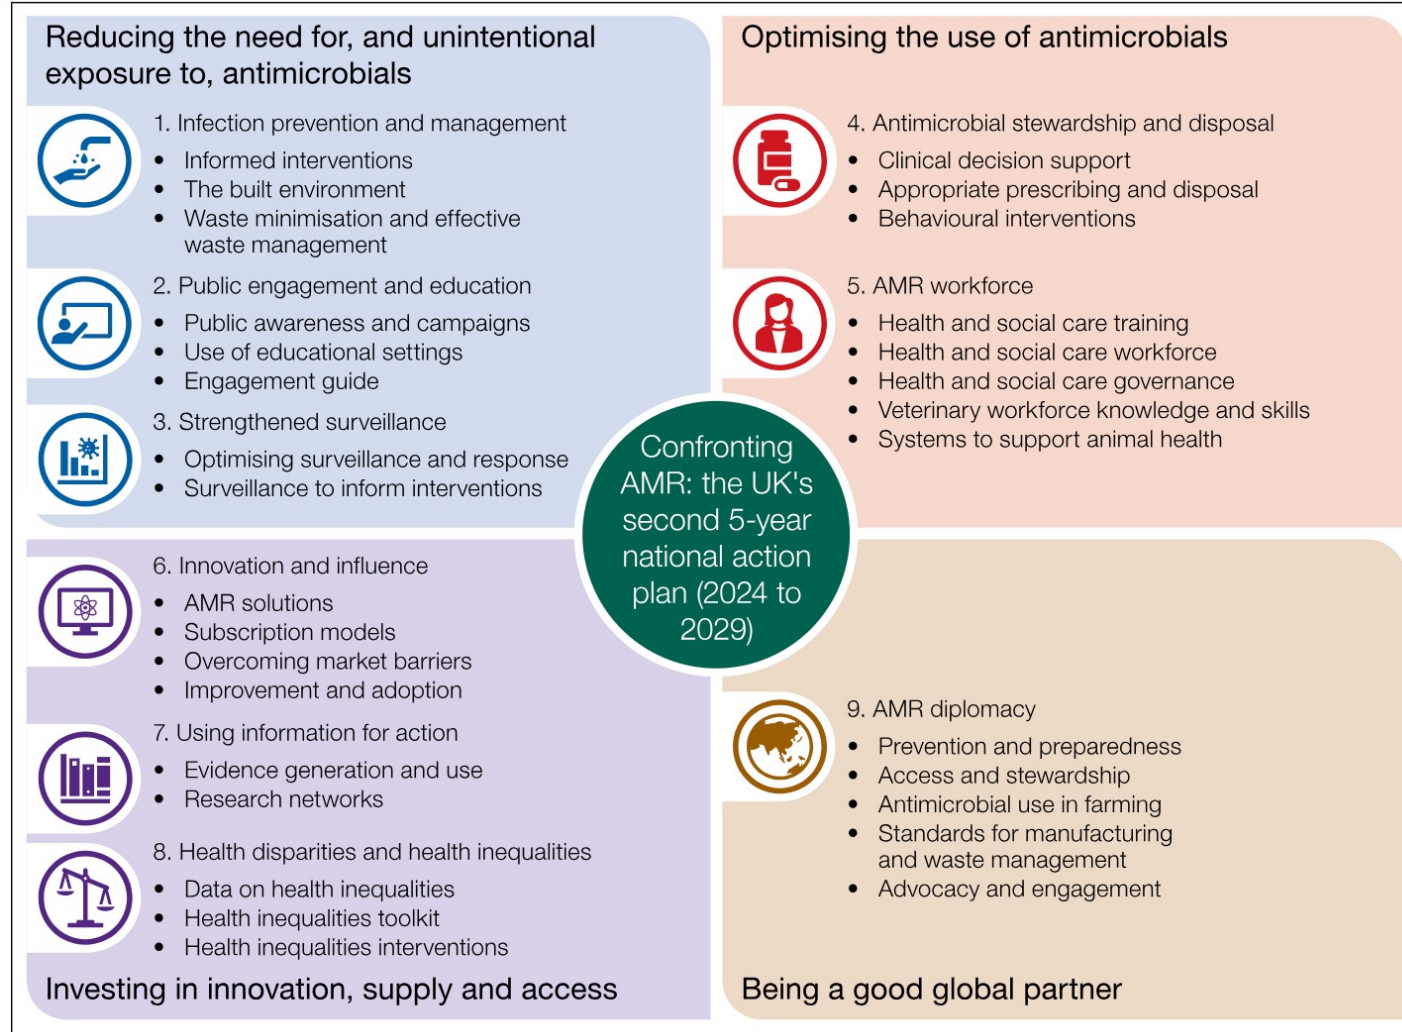 Reducing the need for, and unintentional
exposure to, antimicrobials
1. Infection prevention and management
• Informed interventions
• The built environment
• Waste minimisation and effective
waste management
2. Public engagement and education
• Public awareness and campaigns
• Use of educational settings
• Engagement guide
3. Strengthened surveillance
• Optimising surveillance and response
• Surveillance to inform interventions
Optimising the use of antimicrobials
4. Antimicrobial stewardship and disposal
• Clinical decision support
• Appropriate prescribing and disposal
• Behavioural interventions
5. AMR workforce
• Health and social care training
• Health and social care workforce
• Health and social care governance
• Veterinary workforce knowledge and skills
• Systems to support animal health
Confronting
AMR: the UK's
second 5-year
national action
plan (2024 to
2029)
6. Innovation and influence
• AMR solutions
• Subscription models
• Overcoming market barriers
• Improvement and adoption
7. Using information for action
• Evidence generation and use
• Research networks
8. Health disparities and health inequalities
• Data on health inequalities
• Health inequalities toolkit
• Health inequalities interventions
Investing in innovation, supply and access
9. AMR diplomacy
• Prevention and preparedness
• Access and stewardship
• Antimicrobial use in farming
• Standards for manufacturing
and waste management
• Advocacy and engagement
Being a good global partner